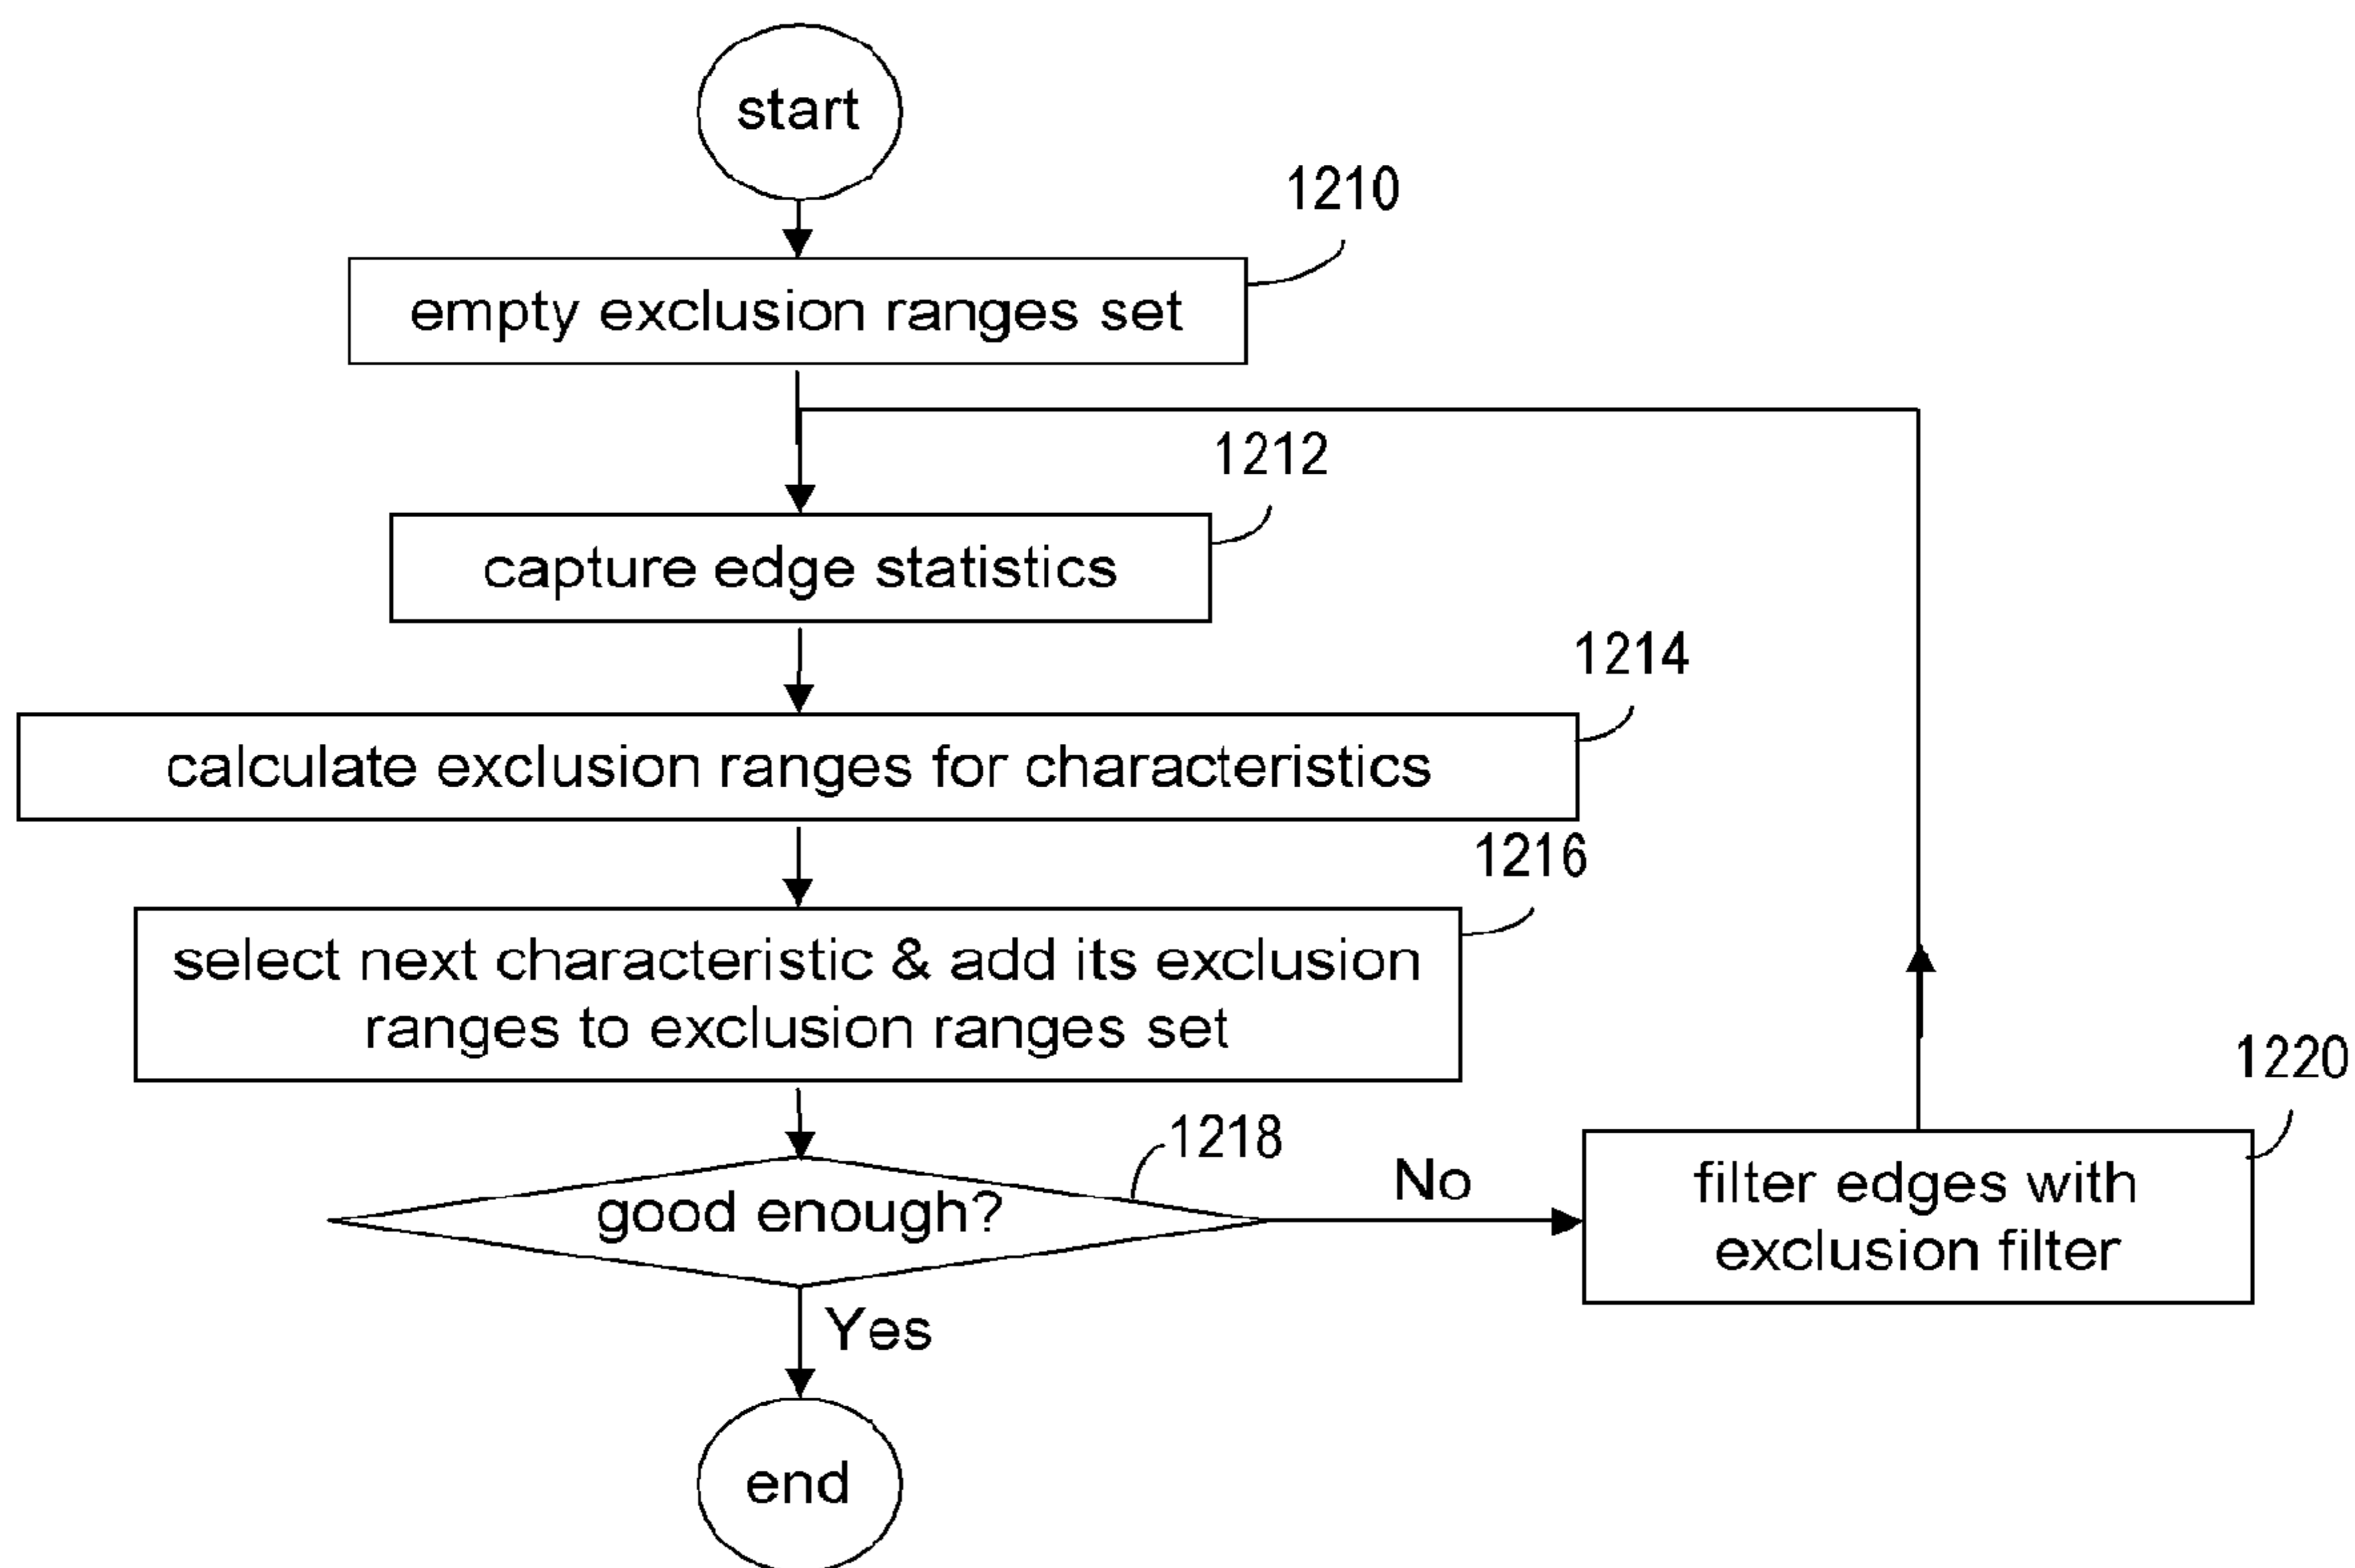 start
1210
empty exclusion ranges set
1212
capture edge statistics
1214
calculate exclusion ranges for characteristics
1216
select next characteristic & add its exclusion
ranges to exclusion ranges set
1218
good enough?
No
1220
filter edges with
exclusion filter
Yes
end